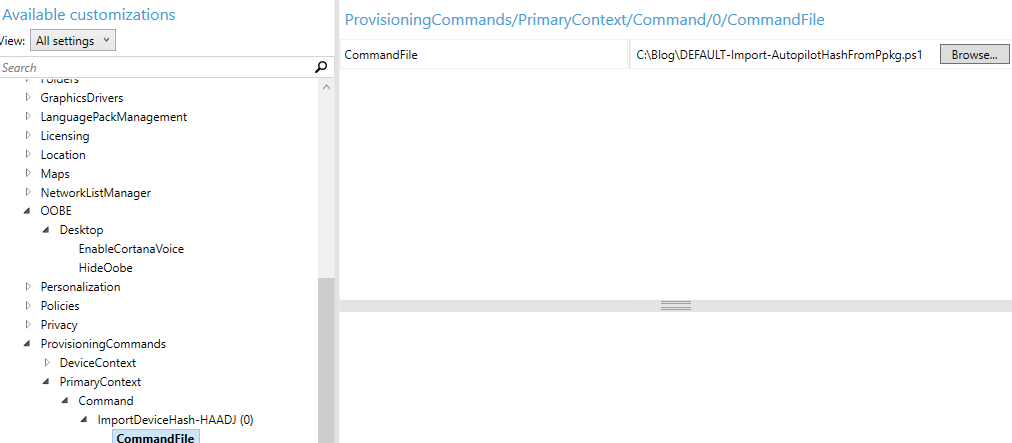 Available customizations
View: All settings
Search
Folders
GraphicsDrivers
LanguagePackManagement
Licensing
Location
Maps
NetworkListManager
OOBE
Desktop
EnableCortanaVoice
HideOobe
Personalization
Policies
Privacy
ProvisioningCommands
DeviceContext
PrimaryContext
Command
ImportDeviceHash-HAADJ (0)
CommandFile
ProvisioningCommands/PrimaryContext/Command/0/CommandFile
CommandFile C:\Blog\DEFAULT-Import-AutopilotHashFromPpkg.ps1 Browse...